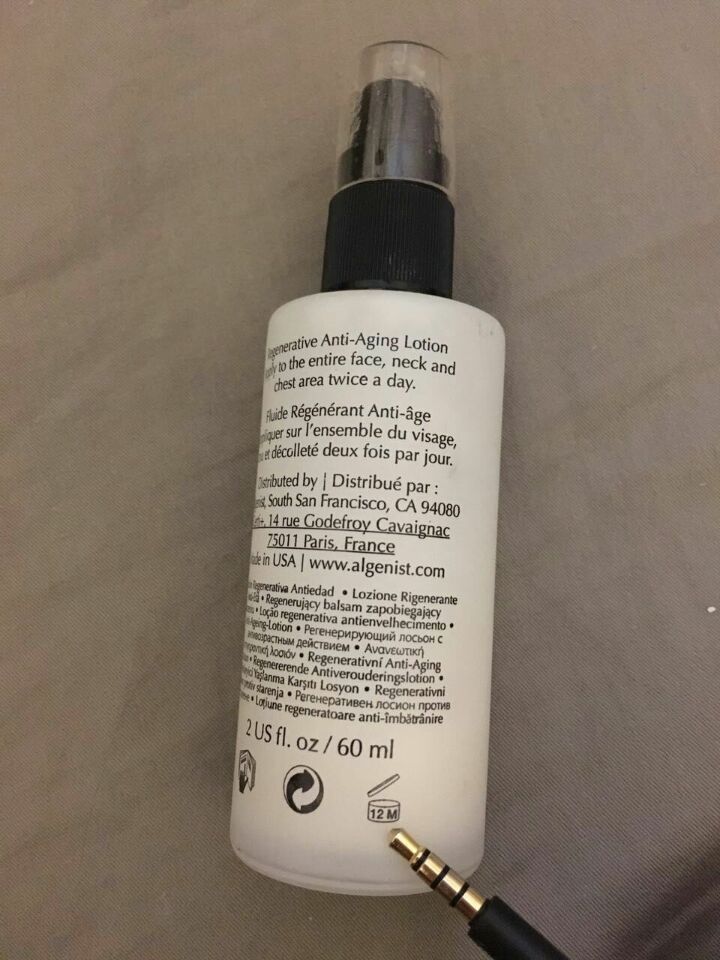 Regenerative Anti-Aging Lotion
to the entire face, neck and
chest area twice a day.
Fluide Régénérant Anti-âge
sur l'ensemble du visage,
et décolleté deux fois par jour.
Distributed by | Distribué par :
South San Francisco, CA 94080
14 rue Godefroy Cavaignac
75011 Paris, France
in USA | www.algenist.com
Regenerativa Antiedad • Lozione Rigenerante
• Regenerujący balsam zapobiegający
• Loção regenerativa antienvelhecimento •
• Регенерирующий лосьон с
действием • Αναγεωτική
λοσιόν • Regenerativní Anti-Aging
• Regenererende Antiverouderingslotion •
Yaşlanma Karşıtı Losyon • Regenerativni
starenja • Регенеративен лосион против
• Loțiune regeneratoare anti-îmbătrânire
2 US fl. oz / 60 ml
12 M